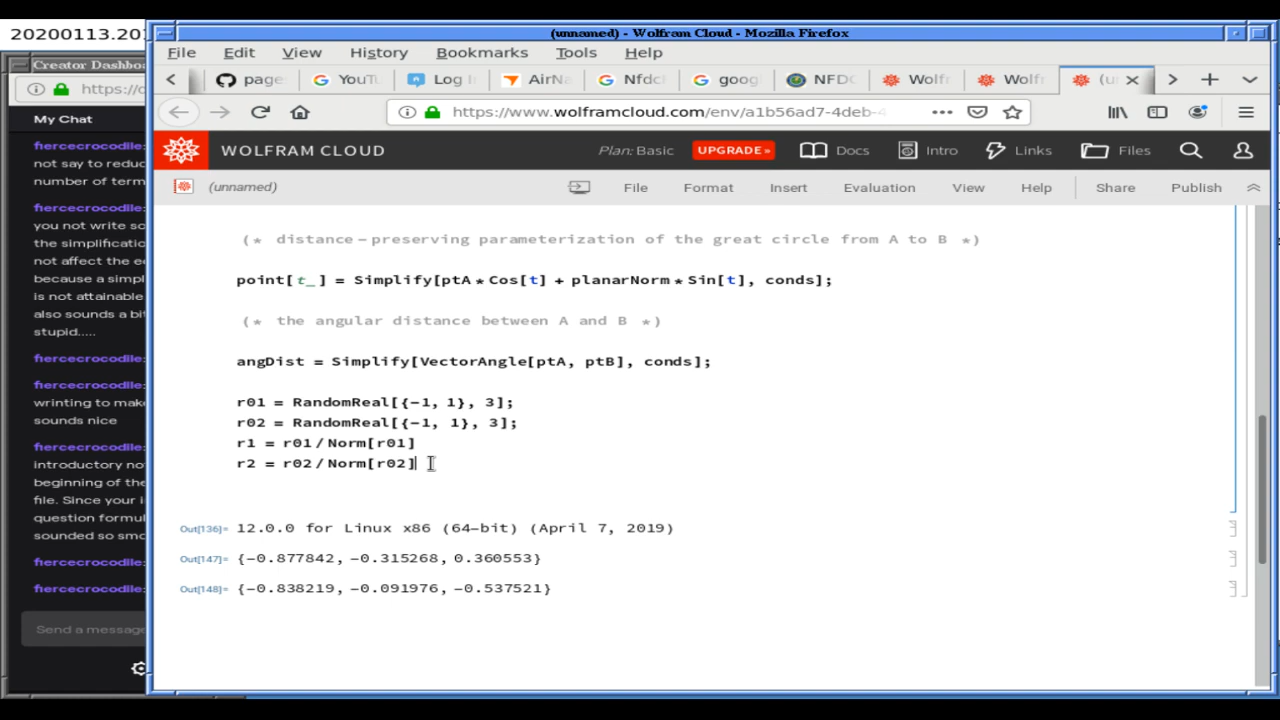 20200113.201
(unnamed) - Wolfram Cloud - Mozilla Firefox
Creator Dashbo
File Edit View History Bookmarks Tools Help
page
YouTu
Log I
AirNa
Nfdc
goog
NFDC
Wolfr
Wolfr
(u
https://
https://www.wolframcloud.com/env/a1b56ad7-4deb-4
My Chat
WOLFRAM CLOUD
Plan: Basic
UPGRADE »
Docs
Intro
Links
Files
(unnamed)
File Format Insert Evaluation View Help Share Publish
fiercecrocodile:
not say to reduc
number of term
fiercecrocodile:
you not write so
the simplificatio
not affect the e
because a simpl
is not attainable
also sounds a bi
stupid.....
fiercecrocodile:
fiercecrocodile:
wrinting to make
sounds nice
fiercecrocodile:
introductory no
beginning of the
file. Since your i
question formul
sounded so smo
fiercecrocodile:
fiercecrocodile:
Send a message
(* distance-preserving parameterization of the great circle from A to B *)
point[t_] = Simplify[ptA*Cos[t] + planarNorm*Sin[t], conds];
(* the angular distance between A and B *)
angDist = Simplify[VectorAngle[ptA, ptB], conds];
r01 = RandomReal[{-1, 1}, 3];
r02 = RandomReal[{-1, 1}, 3];
r1 = r01/Norm[r01]
r2 = r02/Norm[r02]
Out[136]= 12.0.0 for Linux x86 (64-bit) (April 7, 2019)
Out[147]= {-0.877842, -0.315268, 0.360553}
Out[148]= {-0.838219, -0.091976, -0.537521}